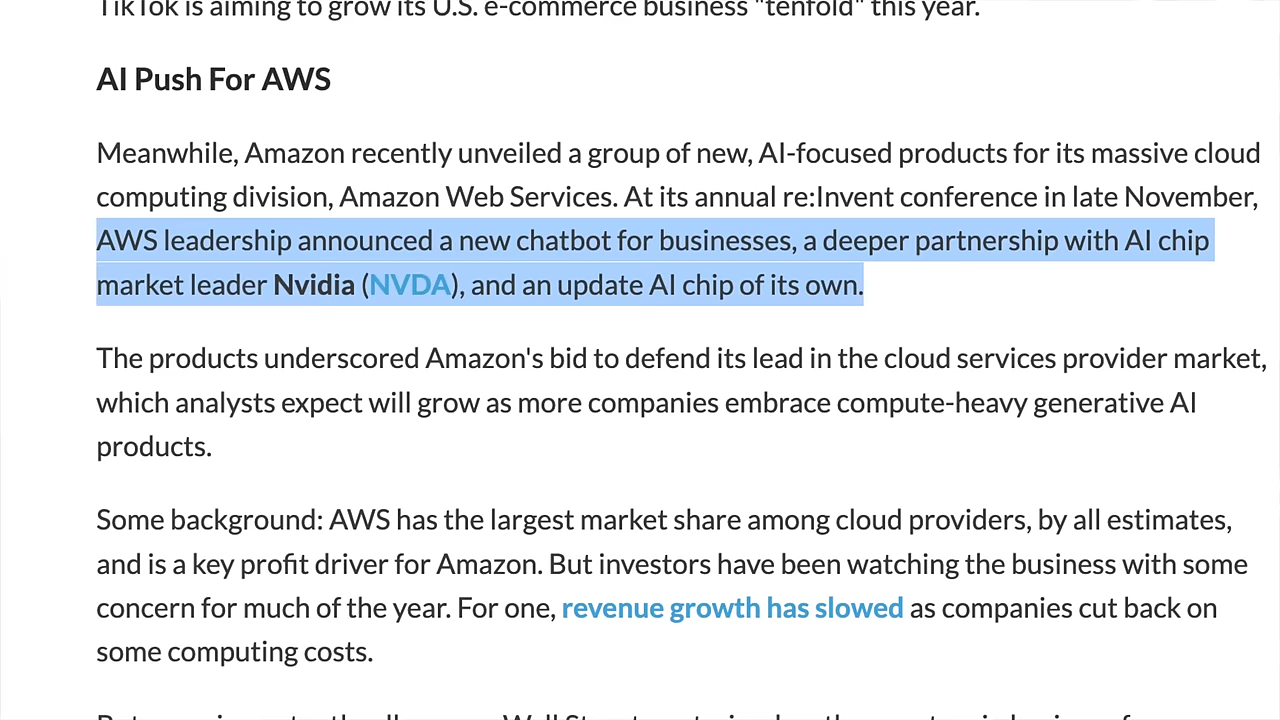 TikTok is aiming to grow its U.S. e-commerce business "tenfold" this year.
AI Push For AWS
Meanwhile, Amazon recently unveiled a group of new, AI-focused products for its massive cloud
computing division, Amazon Web Services. At its annual re:Invent conference in late November,
AWS leadership announced a new chatbot for businesses, a deeper partnership with AI chip
market leader Nvidia (NVDA), and an update AI chip of its own.
The products underscored Amazon's bid to defend its lead in the cloud services provider market,
which analysts expect will grow as more companies embrace compute-heavy generative AI
products.
Some background: AWS has the largest market share among cloud providers, by all estimates,
and is a key profit driver for Amazon. But investors have been watching the business with some
concern for much of the year. For one, revenue growth has slowed as companies cut back on
some computing costs.